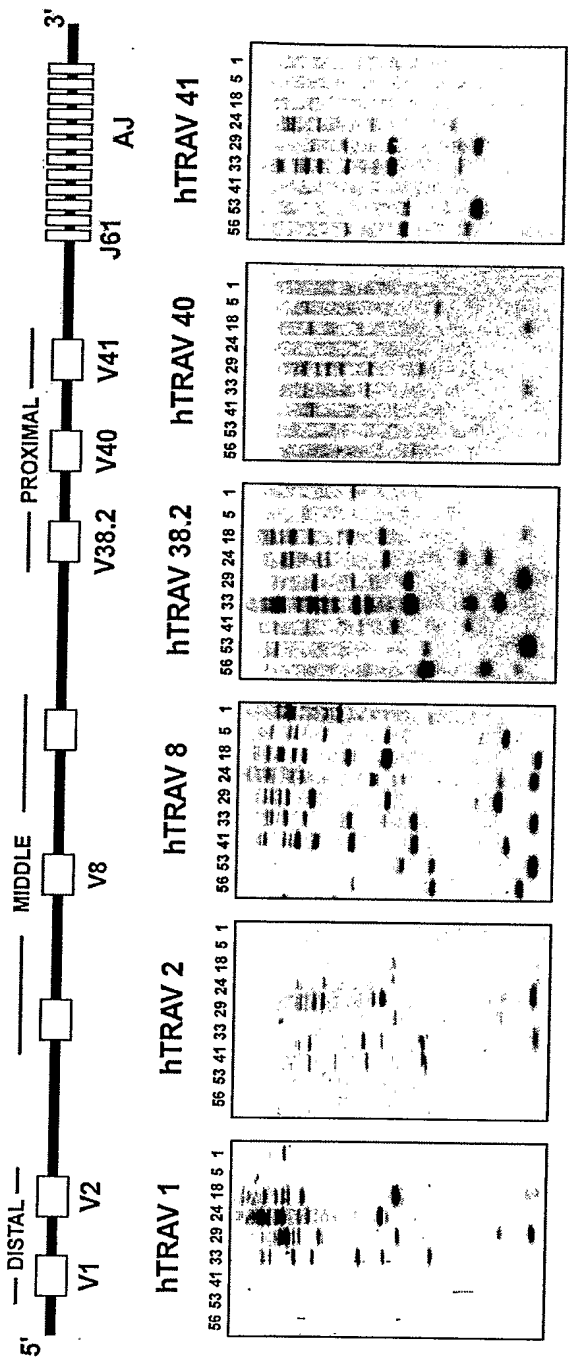 DISTAL MIDDLE PROXIMAL
5' 3'
V1 V2 V8 V38.2 V40 V41 J61 AJ
hTRAV 1 hTRAV 2 hTRAV 8 hTRAV 38.2 hTRAV 40 hTRAV 41
56 53 41 33 29 24 18 5 1 56 53 41 33 29 24 18 5 1 56 53 41 33 29 24 18 5 1 56 53 41 33 29 24 18 5 1 56 53 41 33 29 24 18 5 1 56 53 41 33 29 24 18 5 1